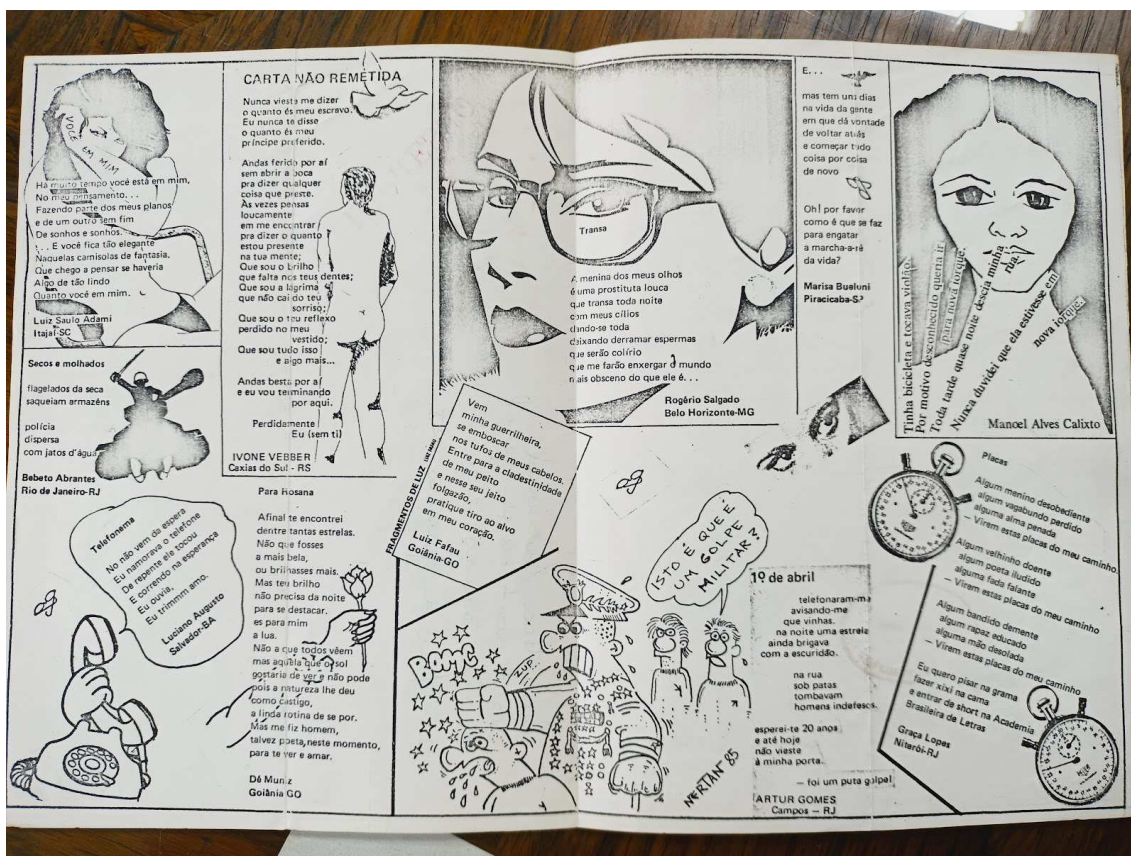 VOCÊ EM MIM
Há muito tempo você está em mim,
No meu pensamento. . .
Fazendo parte dos meus planos
e de um outro sem fim
De sonhos e sonhos.
. . . E você fica tão elegante
Naquelas camisolas de fantasia.
Que chego a pensar se haveria
Algo de tão lindo
Quanto você em mim.
Luiz Saulo Adami
Itajaí-SC
Secos e molhados
flagelados da seca
saqueiam armazéns
polícia
dispersa
com jatos d'água
Bebeto Abrantes
Rio de Janeiro-RJ
CARTA NÃO REMETIDA
Nunca vieste me dizer
o quanto és meu escravo.
Eu nunca te disse
o quanto és meu
príncipe preferido.
Andas ferido por aí
sem abrir a boca
pra dizer qualquer
coisa que preste.
Às vezes pensas
loucamente
em me encontrar
pra dizer o quanto
estou presente
na tua mente;
Que sou o brilho
que falta nos teus dentes;
Que sou a lágrima
que não cai do teu
sorriso;
Que sou o teu reflexo
perdido no meu
vestido;
Que sou tudo isso
e algo mais...
Andas besta por aí
e eu vou terminando
por aqui.
Perdidamente
Eu (sem ti)
IVONE VEBBER
Caxias do Sul - RS
Transa
A menina dos meus olhos
é uma prostituta louca
que transa toda noite
com meus cílios
dando-se toda
deixando derramar espermas
que serão colírio
que me farão enxergar o mundo
mais obsceno do que ele é. . .
Rogério Salgado
Belo Horizonte-MG
E. . .
mas tem uns dias
na vida da gente
em que dá vontade
de voltar atrás
e começar tudo
coisa por coisa
de novo
Oh! por favor
como é que se faz
para engatar
a marcha-a-ré
da vida?
Marisa Bueluni
Piracicaba-SP
Tinha bicicleta e tocava violão.
Por motivo desconhecido queria ir
para nova iorque.
Toda tarde quase noite descia minha
rua.
Nunca duvidei que ela estivesse em
nova iorque.
Manoel Alves Calixto
Telefonema
No não vem da espera
Eu namorava o telefone
De repente ele tocou
E correndo na esperança
Eu ouvia,
Eu trimmm amo.
Luciano Augusto
Salvador-BA
Para Rosana
Afinal te encontrei
dentre tantas estrelas.
Não que fosses
a mais bela,
ou brilhasses mais.
Mas teu brilho
não precisa da noite
para se destacar.
es para mim
a lua.
Não a que todos vêem
mas aquela que o sol
gostaria de ver e não pode
pois a natureza lhe deu
como castigo,
a linda rotina de se por.
Mas me fiz homem,
talvez poeta, neste momento,
para te ver e amar.
Dê Muniz
Goiânia GO
FRAGMENTOS DE LUZ
Vem
minha guerrilheira,
se emboscar
nos tufos de meus cabelos.
Entre para a cladestinidade
de meu peito
e nesse seu jeito
folgazão,
pratique tiro ao alvo
em meu coração.
Luiz Fafau
Goiânia-GO
BAMG
ZUP
ISTO É QUE É
UM GOLPE
MILITAR?
NERITAN 85
1º de abril
telefonaram-me
avisando-me
que vinhas.
na noite uma estrela
ainda brigava
com a escuridão.
na rua
sob patas
tombavam
homens indefesos.
esperei-te 20 anos
e até hoje
não vieste
à minha porta.
— foi um puta golpe!
ARTUR GOMES
Campos — RJ
Placas
Algum menino desobediente
algum vagabundo perdido
alguma alma penada
— Virem estas placas do meu caminho.
Algum velhinho doente
algum poeta iludido
alguma fada falante
— Virem estas placas do meu caminho
Algum bandido demente
algum rapaz educado
alguma mão desolada
— Virem estas placas do meu caminho
Eu quero pisar na grama
fazer xixi na cama
e entrar de short na Academia
Brasileira de Letras
Graça Lopes
Niterói-RJ